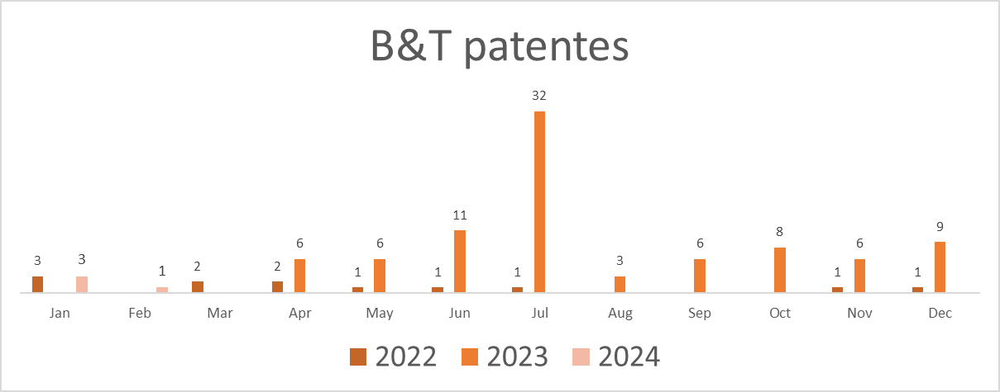 B&T patentes
32
11
9
8
6 6 6 6
3 3 3
2 2
1 1 1 1 1 1
Jan Feb Mar Apr May Jun Jul Aug Sep Oct Nov Dec
2022 2023 2024